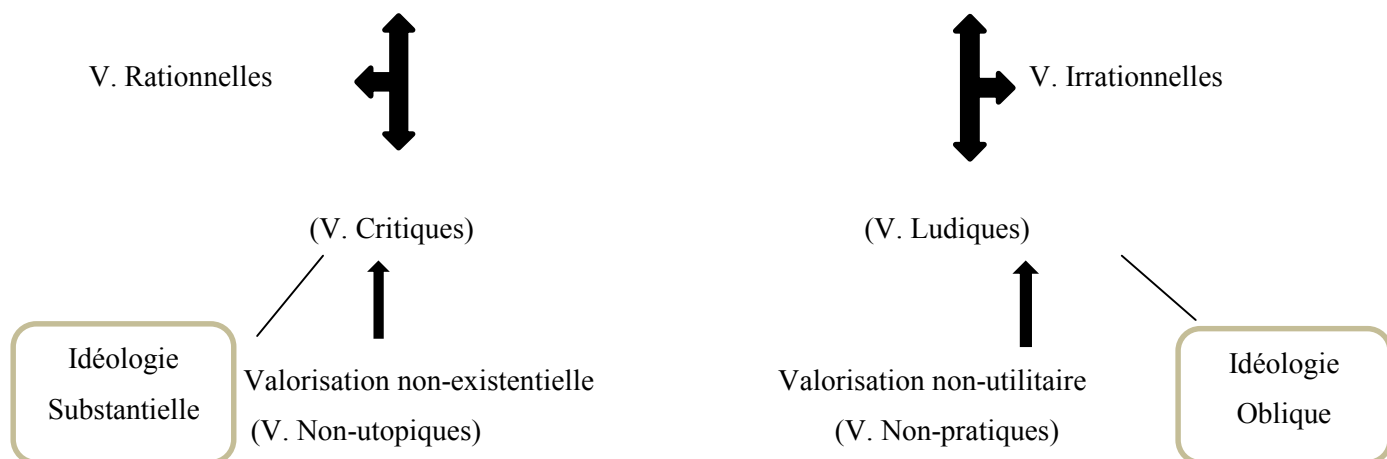 V. Rationnelles
V. Irrationnelles
(V. Critiques)
(V. Ludiques)
Idéologie
Substantielle
Valorisation non-existentielle
(V. Non-utopiques)
Valorisation non-utilitaire
(V. Non-pratiques)
Idéologie
Oblique